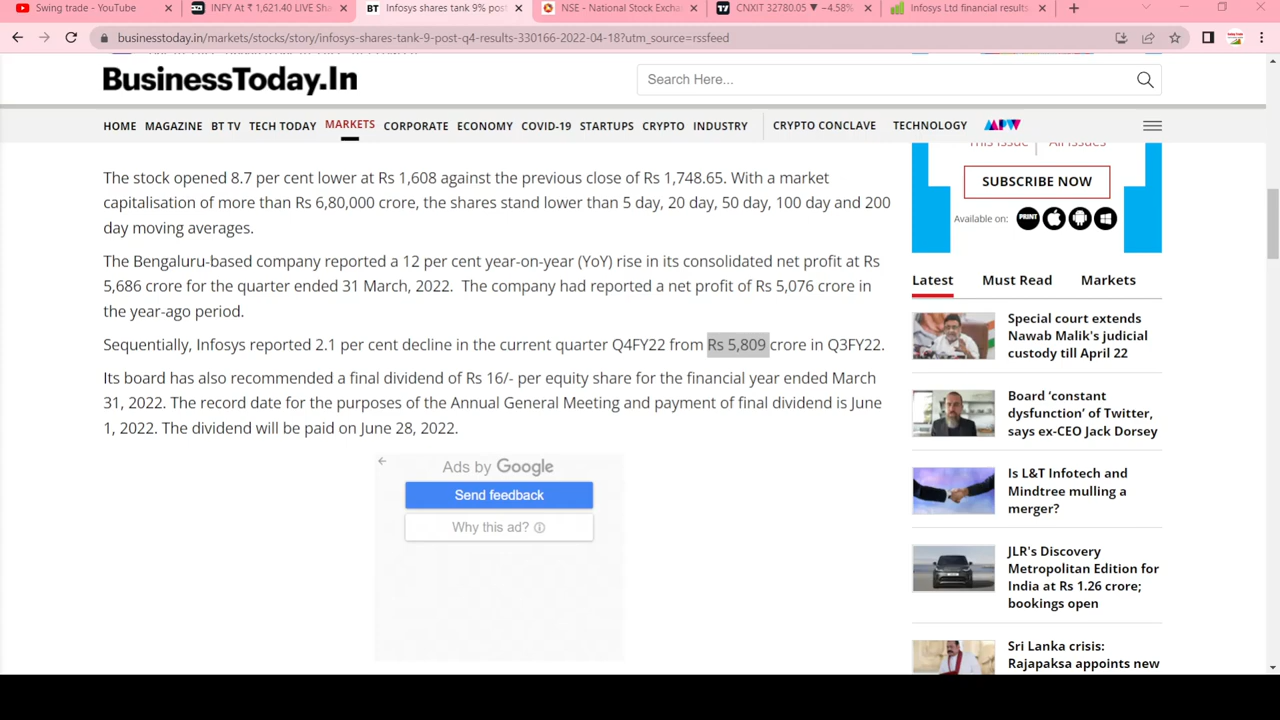 Swing trade - YouTube
INFY At ₹ 1,621.40 LIVE Sha
Infosys shares tank 9% post
NSE - National Stock Exchan
CNXIT 32780.05 ▼ −4.58%
Infosys Ltd financial results
businesstoday.in/markets/stocks/story/infosys-shares-tank-9-post-q4-results-330166-2022-04-18?utm_source=rssfeed
BusinessToday.In
Search Here...
HOME MAGAZINE BT TV TECH TODAY MARKETS CORPORATE ECONOMY COVID-19 STARTUPS CRYPTO INDUSTRY CRYPTO CONCLAVE TECHNOLOGY MPW
The stock opened 8.7 per cent lower at Rs 1,608 against the previous close of Rs 1,748.65. With a market
capitalisation of more than Rs 6,80,000 crore, the shares stand lower than 5 day, 20 day, 50 day, 100 day and 200
day moving averages.
The Bengaluru-based company reported a 12 per cent year-on-year (YoY) rise in its consolidated net profit at Rs
5,686 crore for the quarter ended 31 March, 2022. The company had reported a net profit of Rs 5,076 crore in
the year-ago period.
Sequentially, Infosys reported 2.1 per cent decline in the current quarter Q4FY22 from Rs 5,809 crore in Q3FY22.
Its board has also recommended a final dividend of Rs 16/- per equity share for the financial year ended March
31, 2022. The record date for the purposes of the Annual General Meeting and payment of final dividend is June
1, 2022. The dividend will be paid on June 28, 2022.
Ads by Google
Send feedback
Why this ad?
This Issue All Issues
SUBSCRIBE NOW
Available on: PRINT
Latest Must Read Markets
Special court extends
Nawab Malik's judicial
custody till April 22
Board ‘constant
dysfunction’ of Twitter,
says ex-CEO Jack Dorsey
Is L&T Infotech and
Mindtree mulling a
merger?
JLR's Discovery
Metropolitan Edition for
India at Rs 1.26 crore;
bookings open
Sri Lanka crisis:
Rajapaksa appoints new